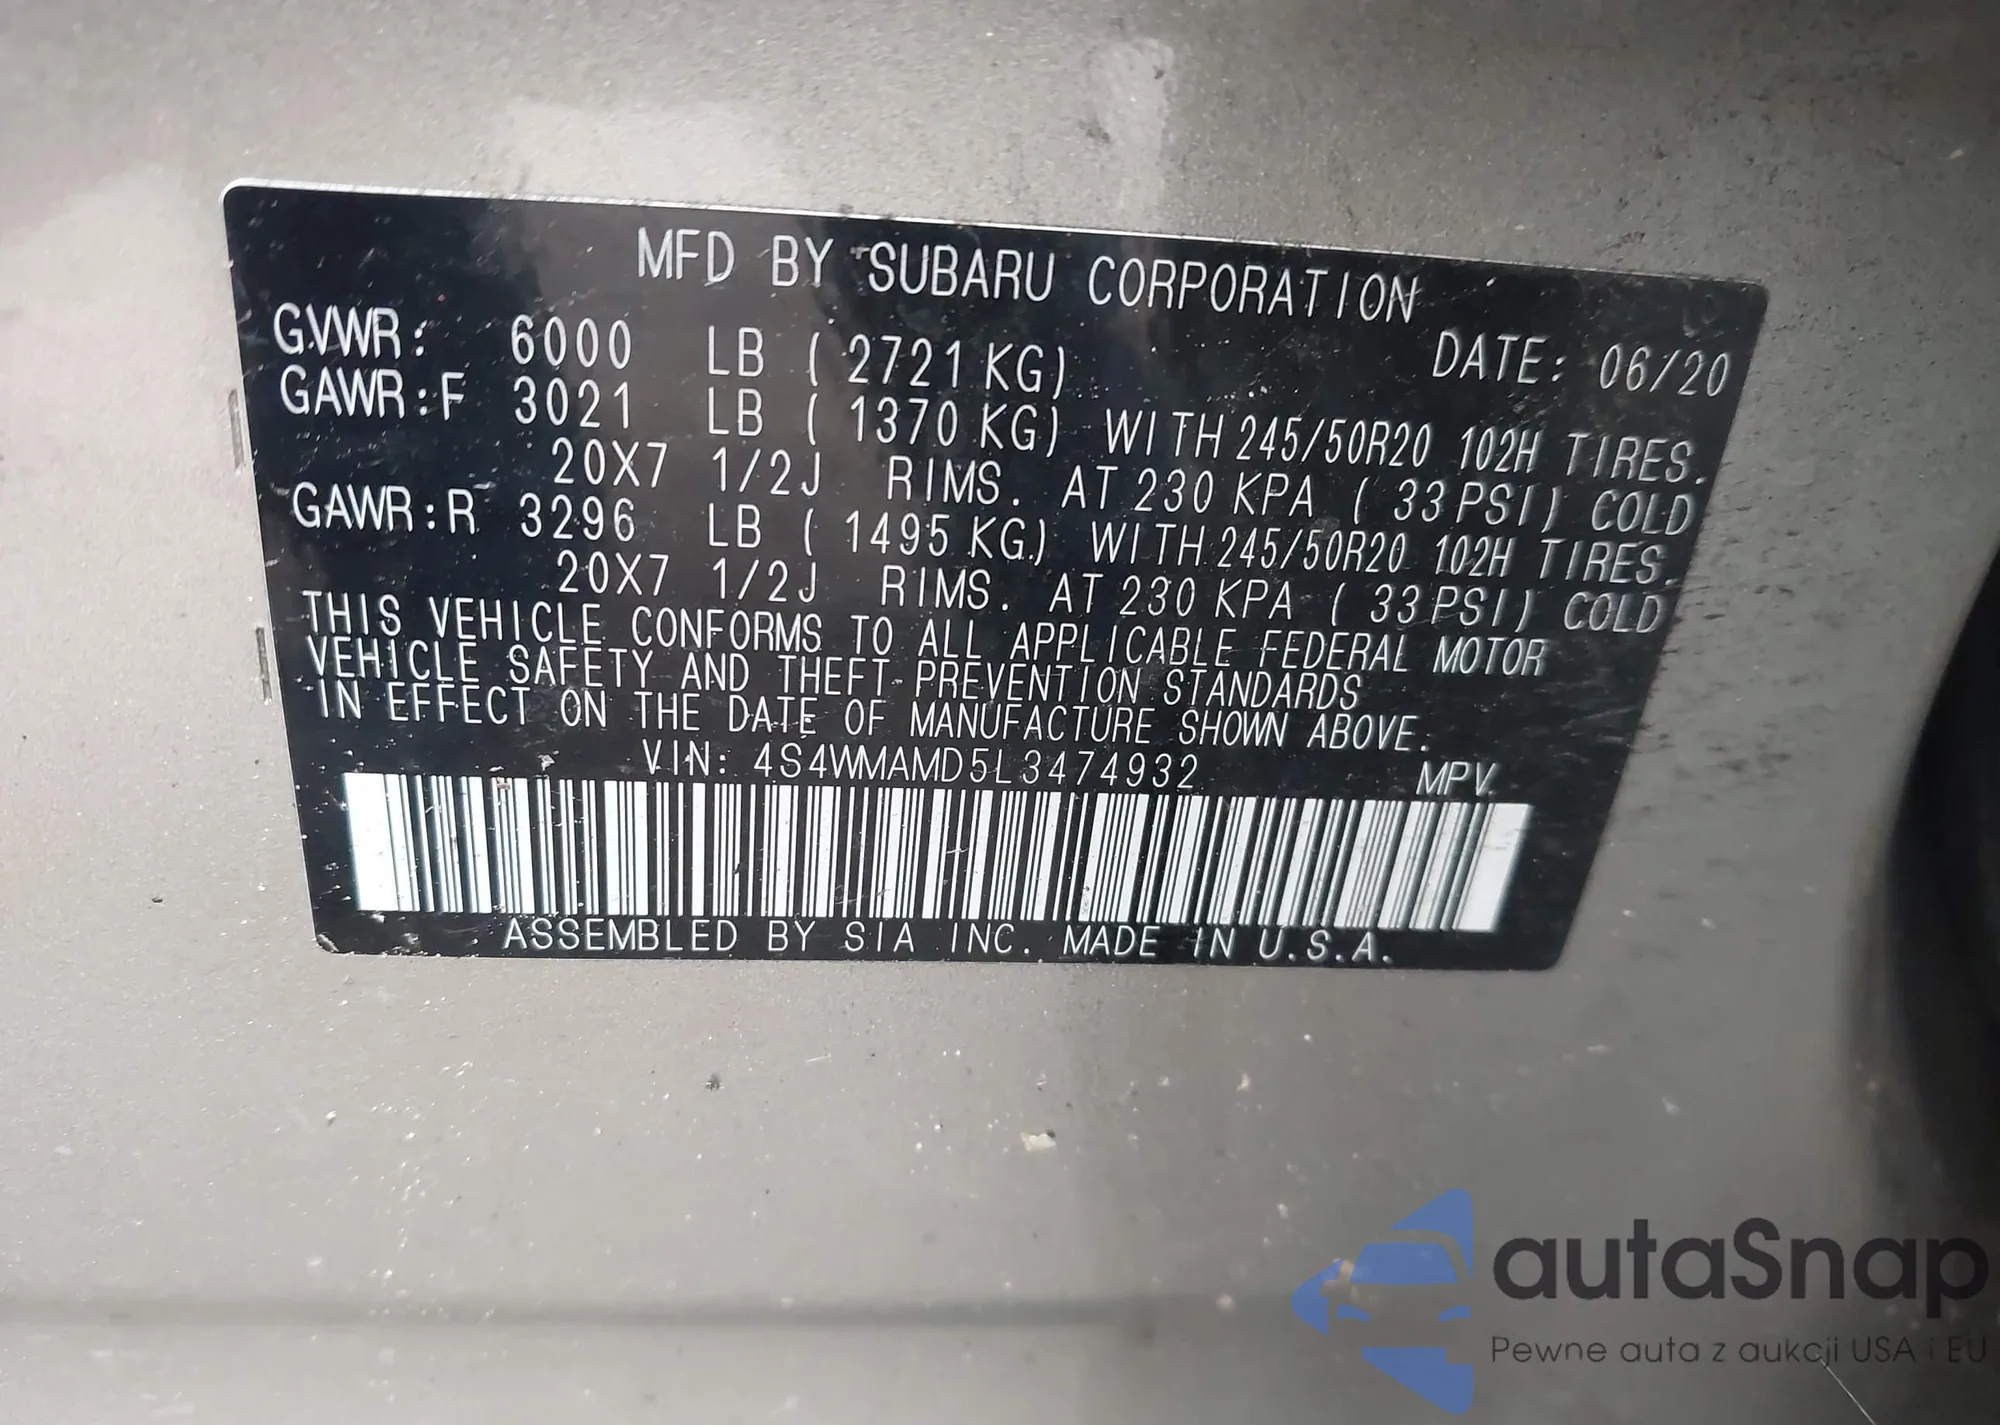 MFD BY SUBARU CORPORATION
GVWR: 6000 LB ( 2721 KG) DATE: 06/20
GAWR:F 3021 LB ( 1370 KG) WITH 245/50R20 102H TIRES.
20X7 1/2J RIMS. AT 230 KPA ( 33 PSI) COLD
GAWR:R 3296 LB ( 1495 KG) WITH 245/50R20 102H TIRES.
20X7 1/2J RIMS. AT 230 KPA ( 33 PSI) COLD
THIS VEHICLE CONFORMS TO ALL APPLICABLE FEDERAL MOTOR
VEHICLE SAFETY AND THEFT PREVENTION STANDARDS
IN EFFECT ON THE DATE OF MANUFACTURE SHOWN ABOVE.
VIN: 4S4WMAMD5L3474932 MPV
ASSEMBLED BY SIA INC. MADE IN U.S.A.
autaSnap
Pewne auta z aukcji USA i EU